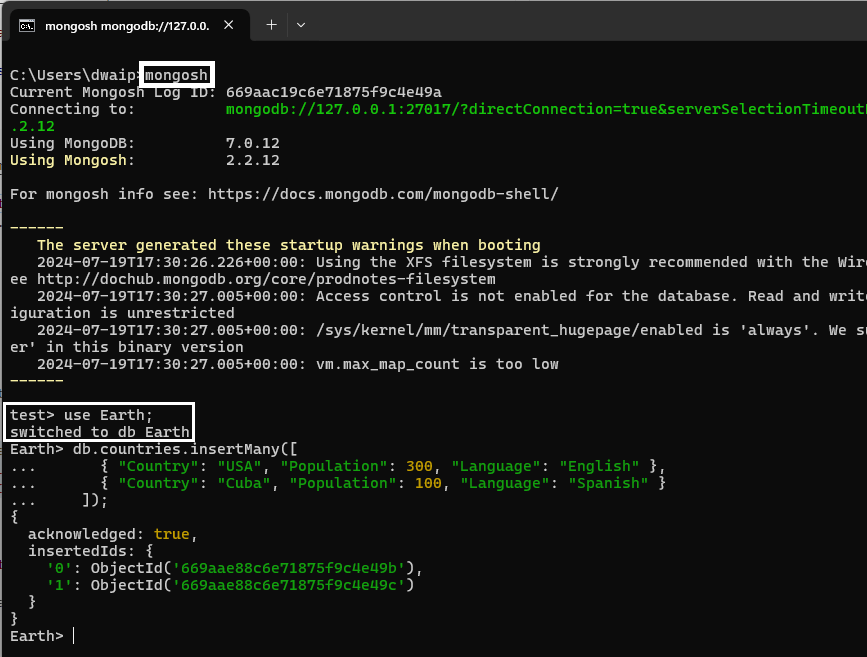 mongosh mongodb://127.0.0.
C:\Users\dwaip>mongosh
Current Mongosh Log ID: 669aac19c6e71875f9c4e49a
Connecting to:          mongodb://127.0.0.1:27017/?directConnection=true&serverSelectionTimeout
.2.12
Using MongoDB:          7.0.12
Using Mongosh:          2.2.12
For mongosh info see: https://docs.mongodb.com/mongodb-shell/
------
   The server generated these startup warnings when booting
   2024-07-19T17:30:26.226+00:00: Using the XFS filesystem is strongly recommended with the Wir
ee http://dochub.mongodb.org/core/prodnotes-filesystem
   2024-07-19T17:30:27.005+00:00: Access control is not enabled for the database. Read and write
iguration is unrestricted
   2024-07-19T17:30:27.005+00:00: /sys/kernel/mm/transparent_hugepage/enabled is 'always'. We su
er' in this binary version
   2024-07-19T17:30:27.005+00:00: vm.max_map_count is too low
------
test> use Earth;
switched to db Earth
Earth> db.countries.insertMany([
...       { "Country": "USA", "Population": 300, "Language": "English" },
...       { "Country": "Cuba", "Population": 100, "Language": "Spanish" }
...     ]);
{
  acknowledged: true,
  insertedIds: {
    '0': ObjectId('669aae88c6e71875f9c4e49b'),
    '1': ObjectId('669aae88c6e71875f9c4e49c')
  }
}
Earth>